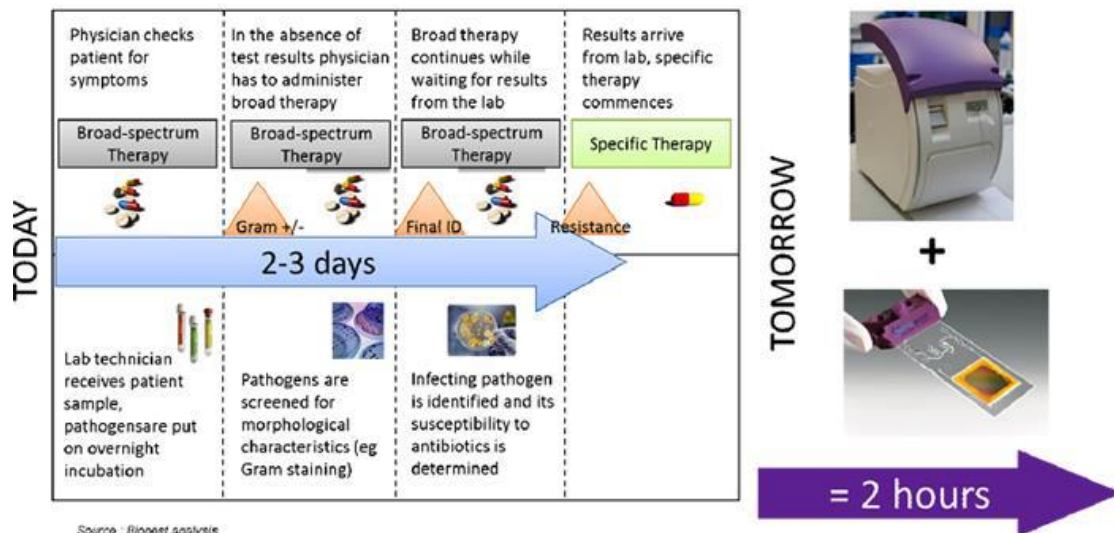 Physician checks
patient for
symptoms
In the absence of
test results physician
has to administer
broad therapy
Broad therapy
continues while
waiting for results
from the lab
Results arrive
from lab, specific
therapy
commences
Broad-spectrum
Therapy
Broad-spectrum
Therapy
Broad-spectrum
Therapy
Specific Therapy
Gram +/-
Final ID
Resistance
TODAY
2-3 days
Lab technician
receives patient
sample,
pathogensare put
on overnight
incubation
Pathogens are
screened for
morphological
characteristics (eg
Gram staining)
Infecting pathogen
is identified and its
susceptibility to
antibiotics is
determined
TOMORROW
+
= 2 hours
Source : analysis